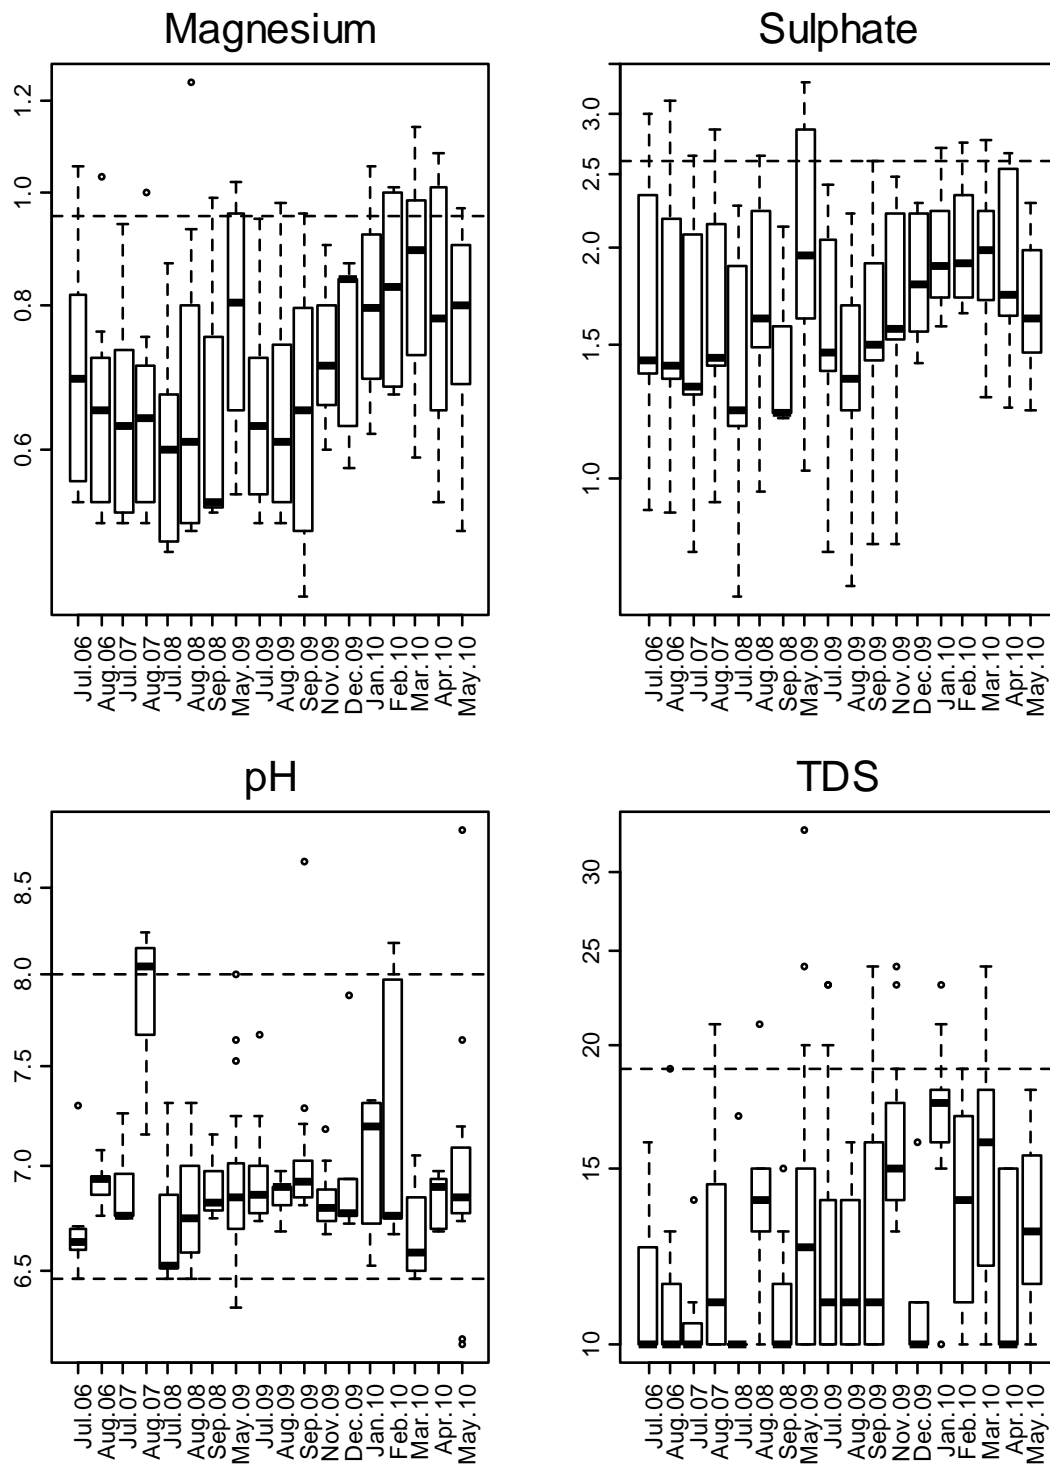 Magnesium
1.2
1.0
0.8
0.6
Jul.06
Aug.06
Jul.07
Aug.07
Jul.08
Aug.08
Sep.08
May.09
Jul.09
Aug.09
Sep.09
Nov.09
Dec.09
Jan.10
Feb.10
Mar.10
Apr.10
May.10
Sulphate
3.0
2.5
2.0
1.5
1.0
Jul.06
Aug.06
Jul.07
Aug.07
Jul.08
Aug.08
Sep.08
May.09
Jul.09
Aug.09
Sep.09
Nov.09
Dec.09
Jan.10
Feb.10
Mar.10
Apr.10
May.10
pH
8.5
8.0
7.5
7.0
6.5
Jul.06
Aug.06
Jul.07
Aug.07
Jul.08
Aug.08
Sep.08
May.09
Jul.09
Aug.09
Sep.09
Nov.09
Dec.09
Jan.10
Feb.10
Mar.10
Apr.10
May.10
TDS
30
25
20
15
10
Jul.06
Aug.06
Jul.07
Aug.07
Jul.08
Aug.08
Sep.08
May.09
Jul.09
Aug.09
Sep.09
Nov.09
Dec.09
Jan.10
Feb.10
Mar.10
Apr.10
May.10